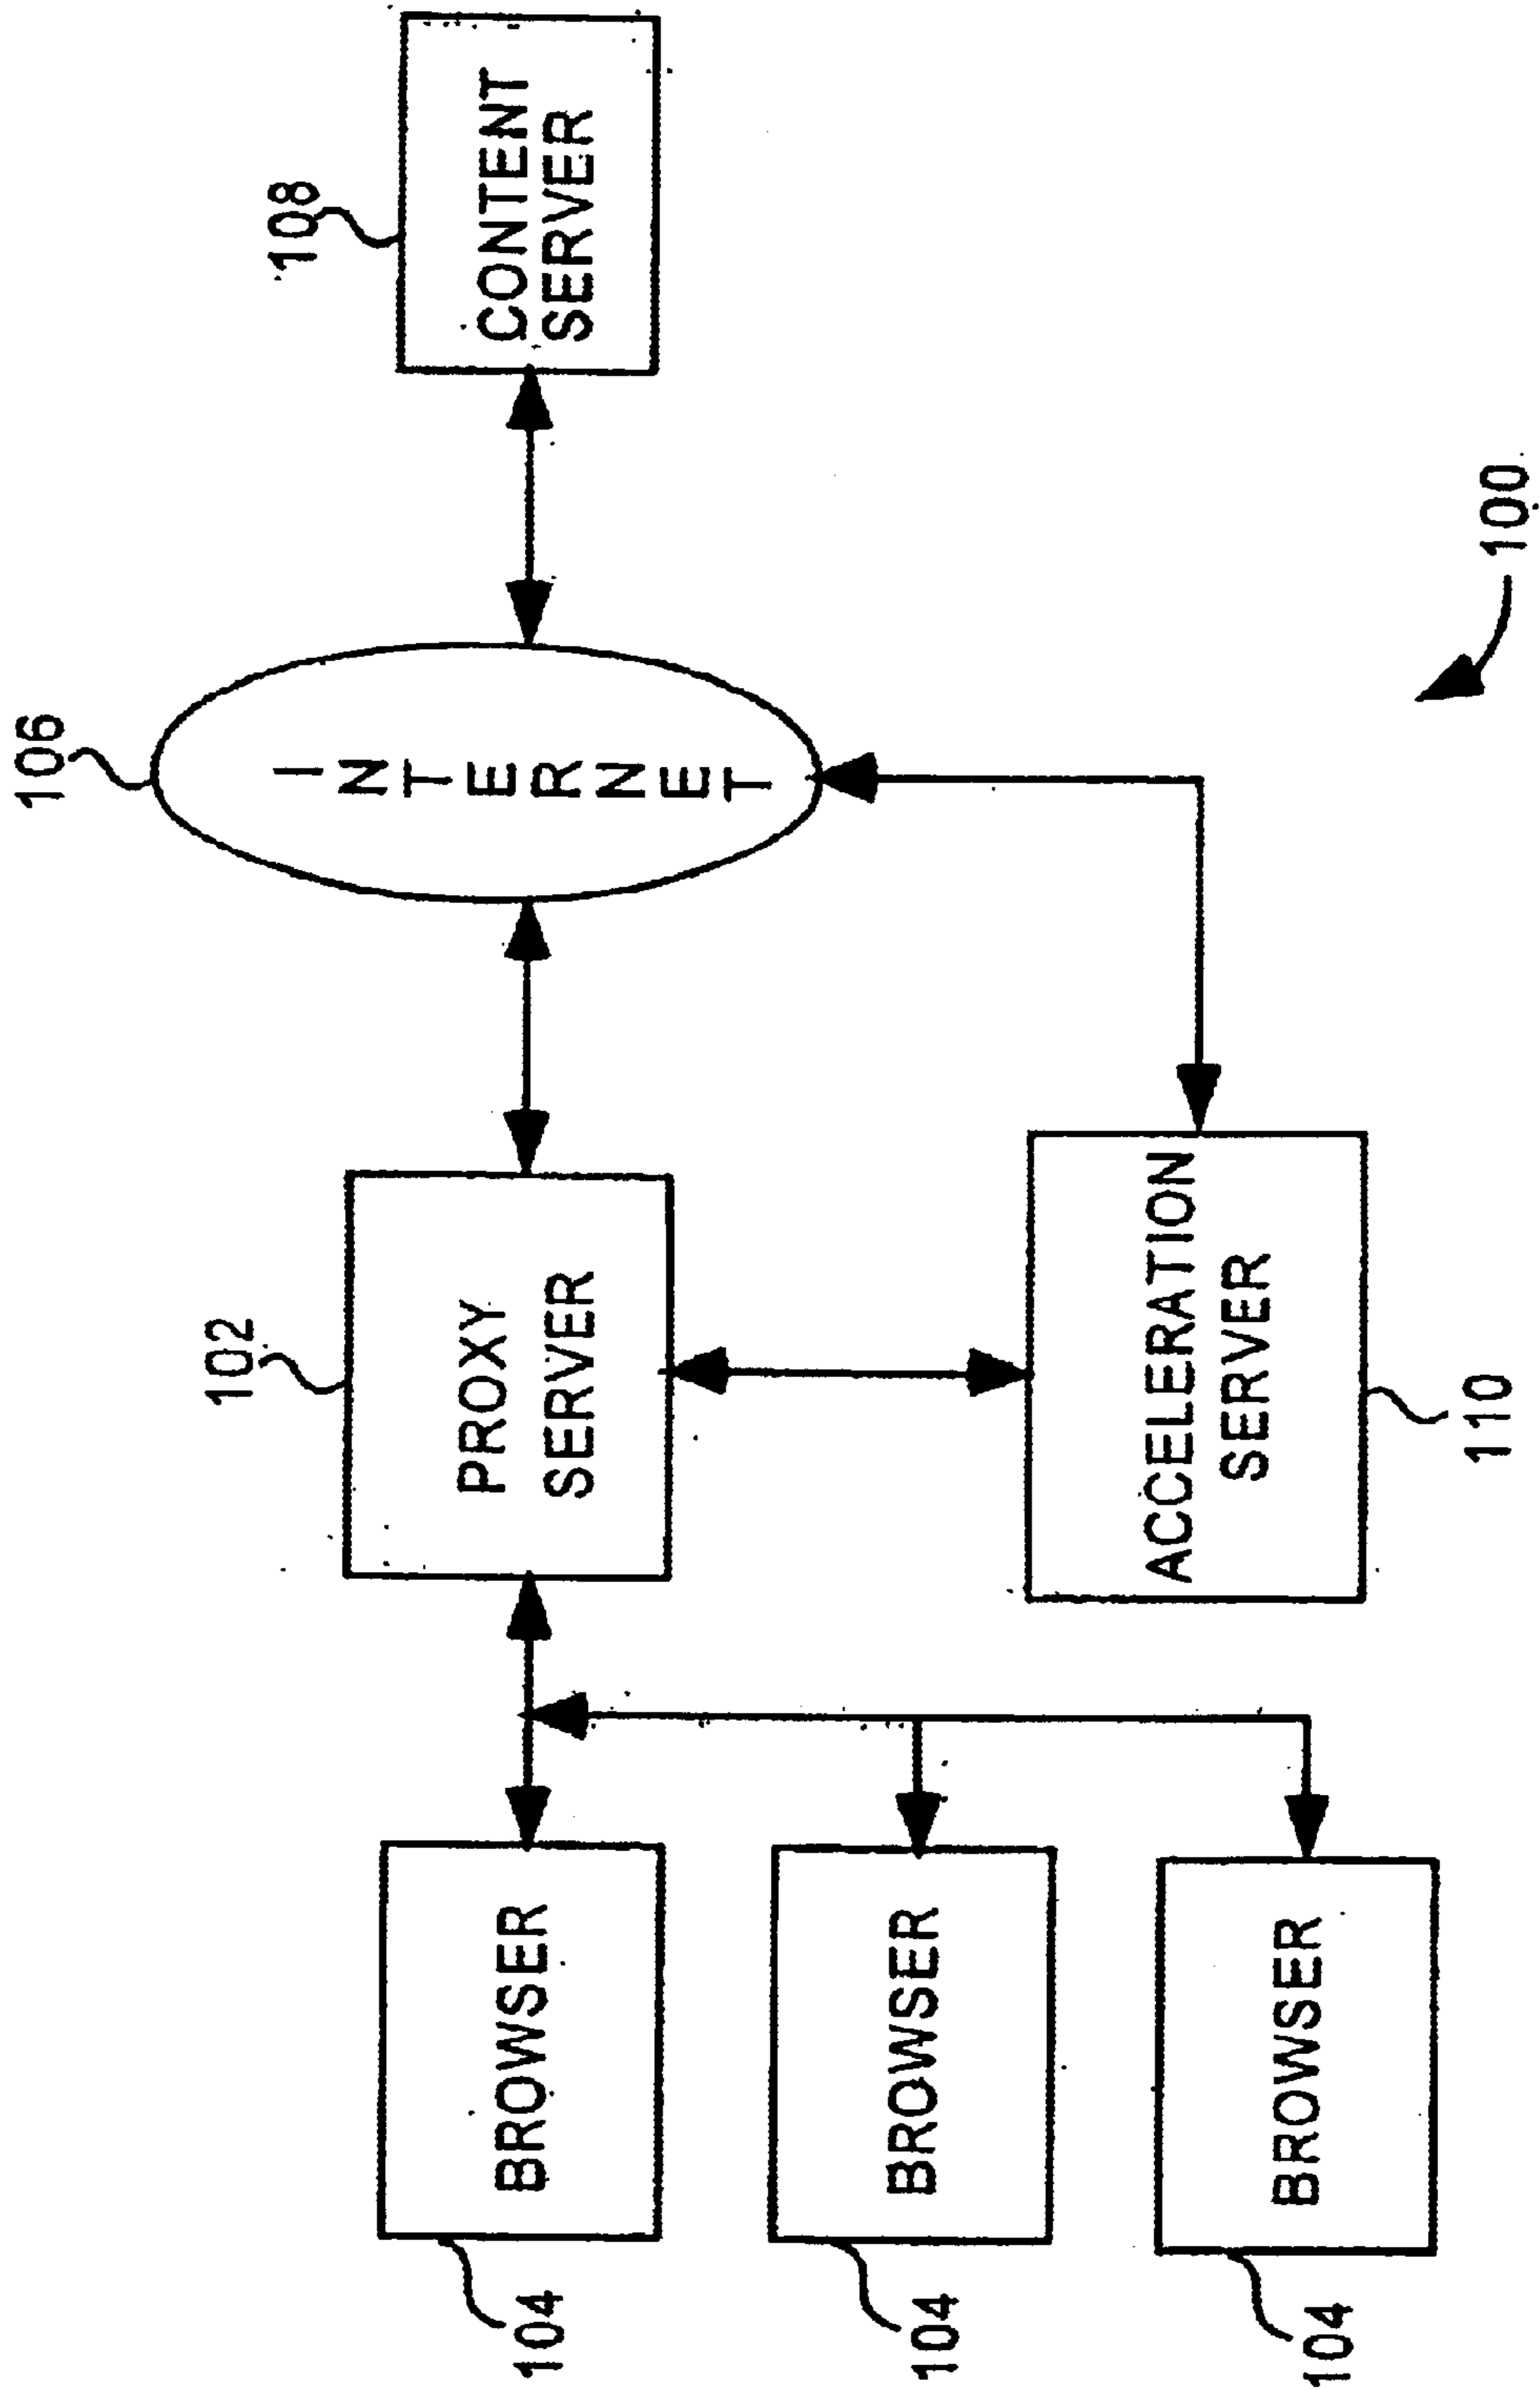 106
108
102
INTERNET
CONTENT
SERVER
PROXY
SERVER
104
BROWSER
104
BROWSER
ACCELERATION
SERVER
110
104
BROWSER
100